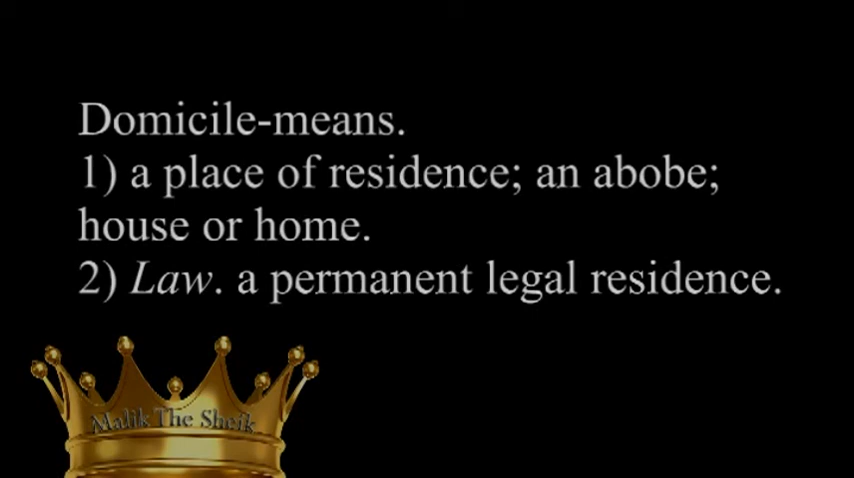 Domicile-means.
1) a place of residence; an abobe;
house or home.
2) Law. a permanent legal residence.
Malik The Sheik